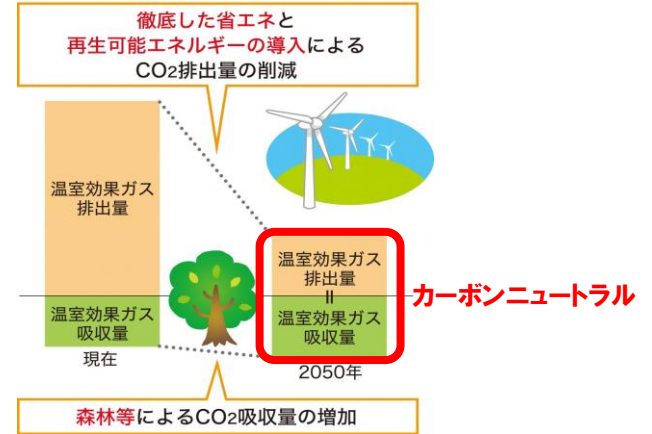 徹底した省エネと
再生可能エネルギーの導入による
CO2排出量の削減
温室効果ガス
排出量
温室効果ガス
吸収量
現在
温室効果ガス
排出量
=
温室効果ガス
吸収量
2050年
カーボンニュートラル
森林等によるCO2吸収量の増加